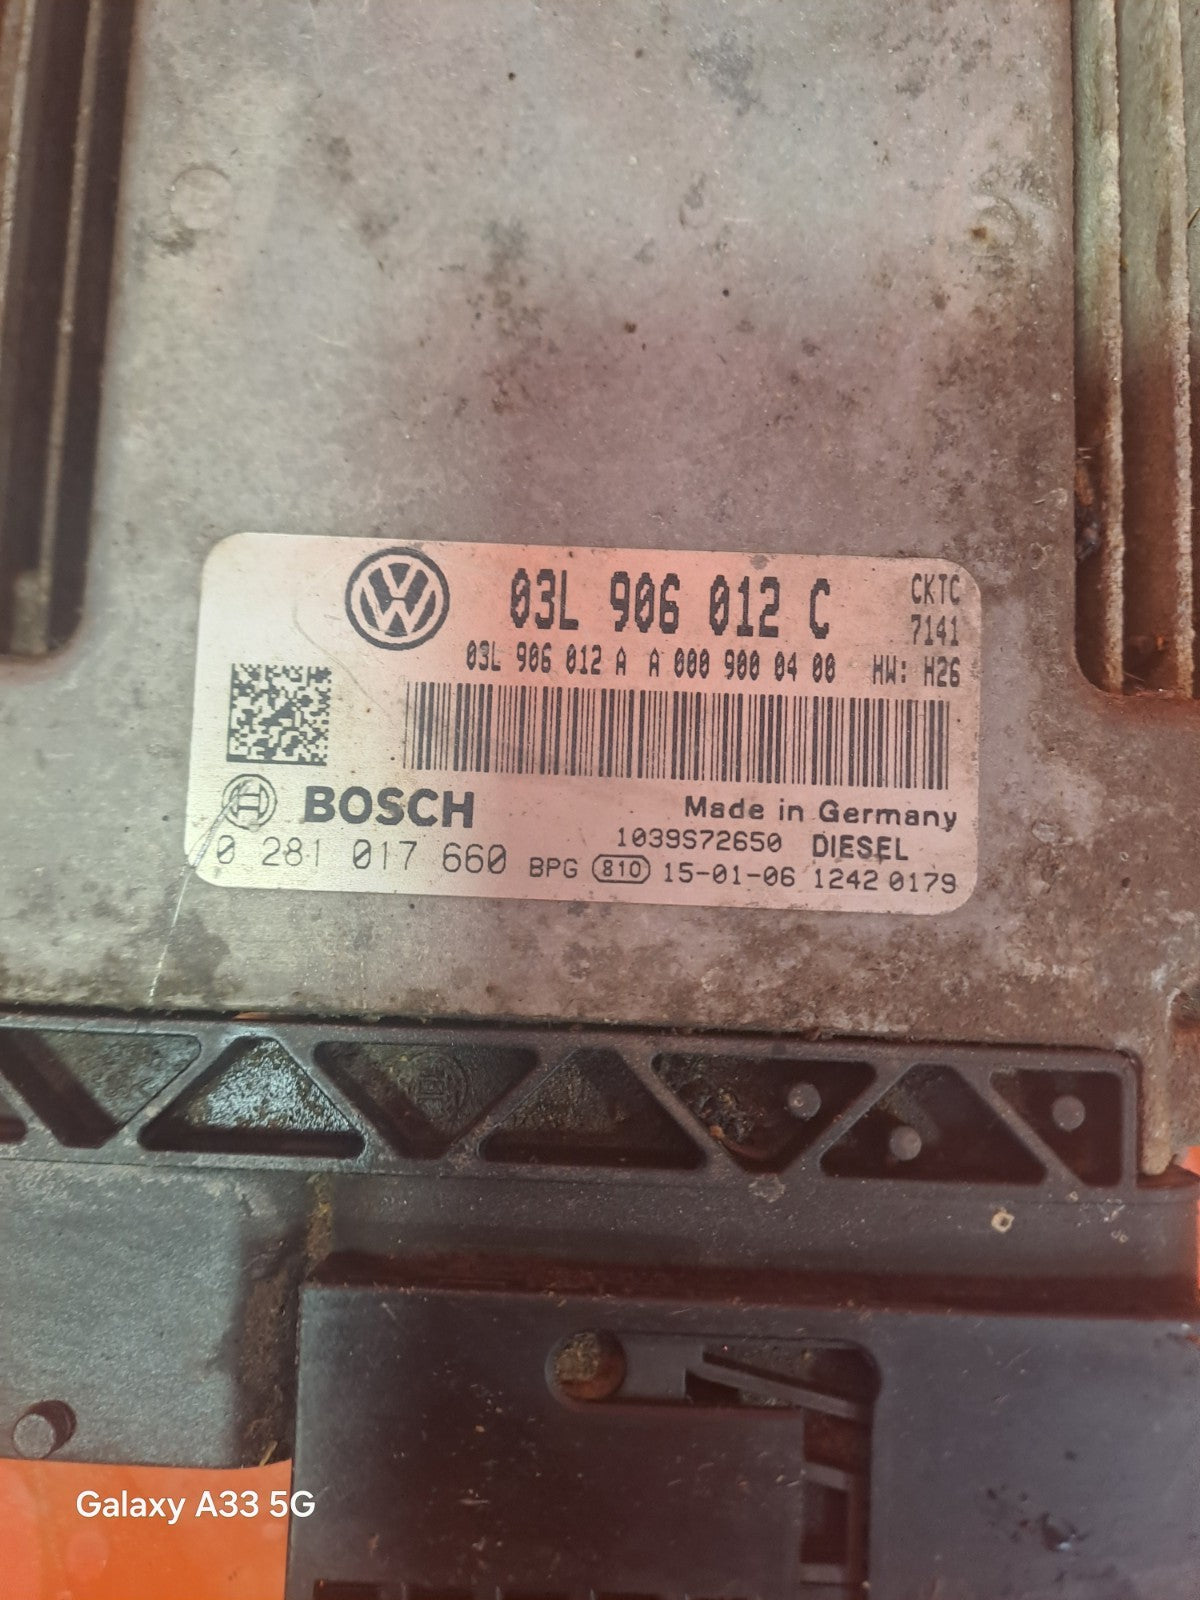 03L 906 012 C CKTC
7141
03L 906 012 A A 000 900 04 00 HW: H26
BOSCH Made in Germany
1039S72650 DIESEL
0 281 017 660 BPG 810 15-01-06 1242 0179
Galaxy A33 5G